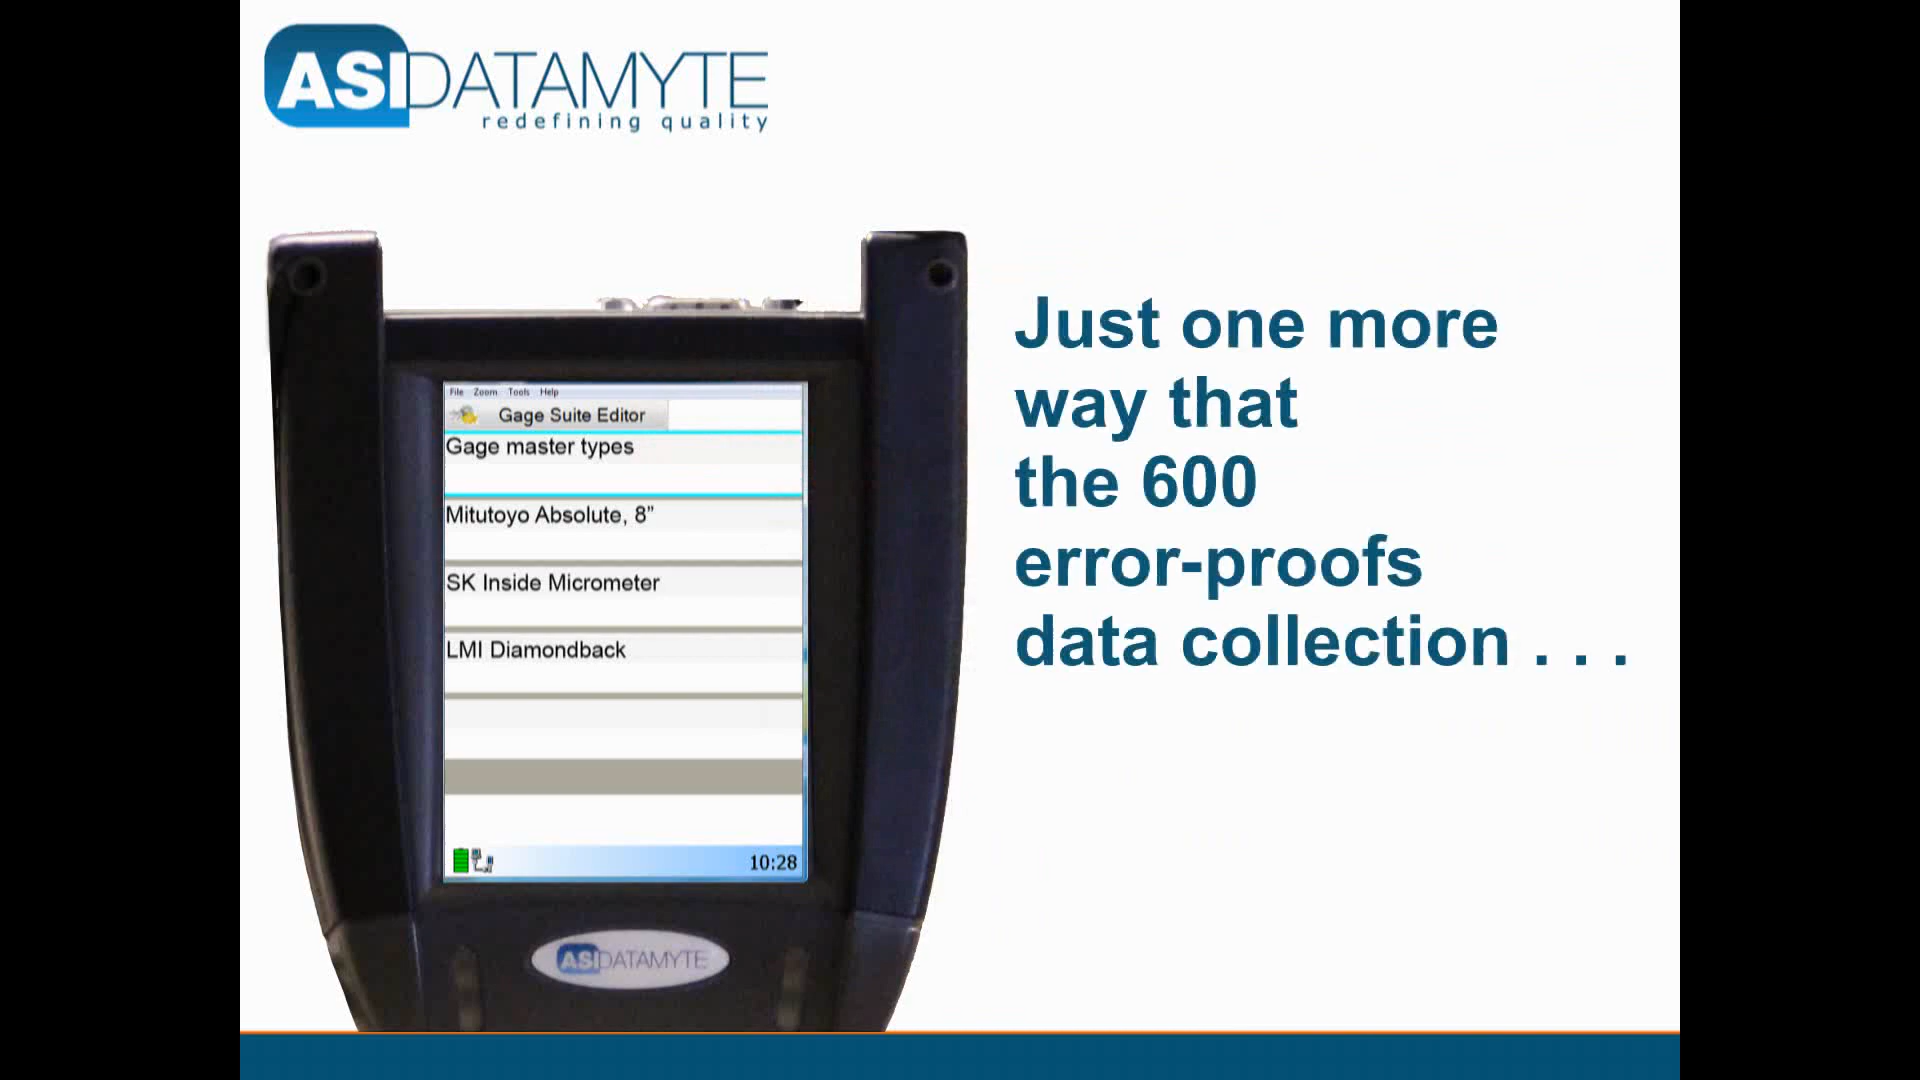 ASIDATAMYTE
redefining quality
Just one more
way that
the 600
error-proofs
data collection . . .
File Zoom Tools Help
Gage Suite Editor
Gage master types
Mitutoyo Absolute, 8”
SK Inside Micrometer
LMI Diamondback
10:28
ASIDATAMYTE